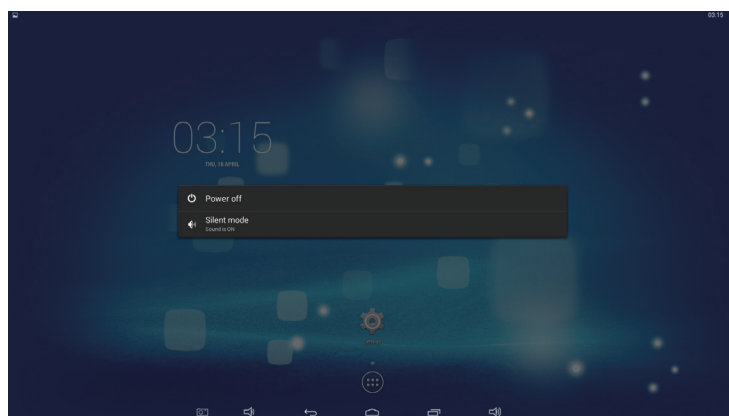 03:15
03:15
THU, 18 APRIL
Power off
Silent mode
Sound is ON